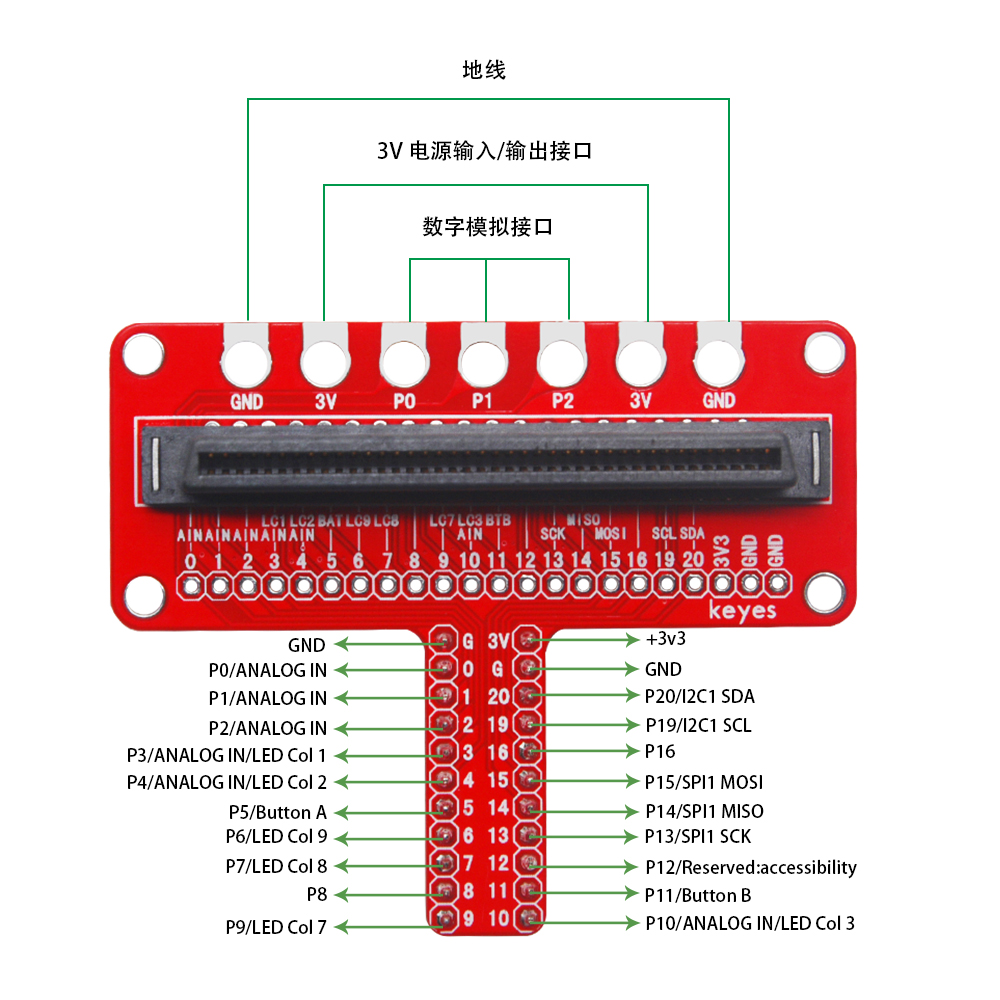 地线
3V 电源输入/输出接口
数字模拟接口
GND 3V P0 P1 P2 3V GND
LC1 LC2 BAT LC9 LC8 LC7 LC3 BTB MISO
AIN AIN AIN AIN AIN AIN SCK MOSI SCL SDA
0 1 2 3 4 5 6 7 8 9 10 11 12 13 14 15 16 19 20 3V3 GND GND
keyes
GND G 3V +3v3
P0/ANALOG IN 0 G GND
P1/ANALOG IN 1 20 P20/I2C1 SDA
P2/ANALOG IN 2 19 P19/I2C1 SCL
P3/ANALOG IN/LED Col 1 3 16 P16
P4/ANALOG IN/LED Col 2 4 15 P15/SPI1 MOSI
P5/Button A 5 14 P14/SPI1 MISO
P6/LED Col 9 6 13 P13/SPI1 SCK
P7/LED Col 8 7 12 P12/Reserved:accessibility
P8 8 11 P11/Button B
P9/LED Col 7 9 10 P10/ANALOG IN/LED Col 3